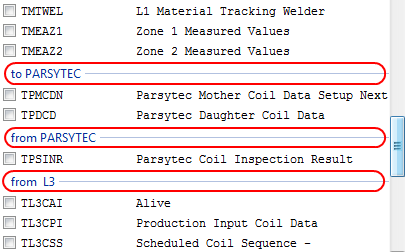 TMTWEL L1 Material Tracking Welder
TMEAZ1 Zone 1 Measured Values
TMEAZ2 Zone 2 Measured Values
to PARSYTEC
TPMCDN Parsytec Mother Coil Data Setup Next
TPDCD Parsytec Daughter Coil Data
from PARSYTEC
TPSINR Parsytec Coil Inspection Result
from L3
TL3CAI Alive
TL3CPI Production Input Coil Data
TL3CSS Scheduled Coil Sequence –